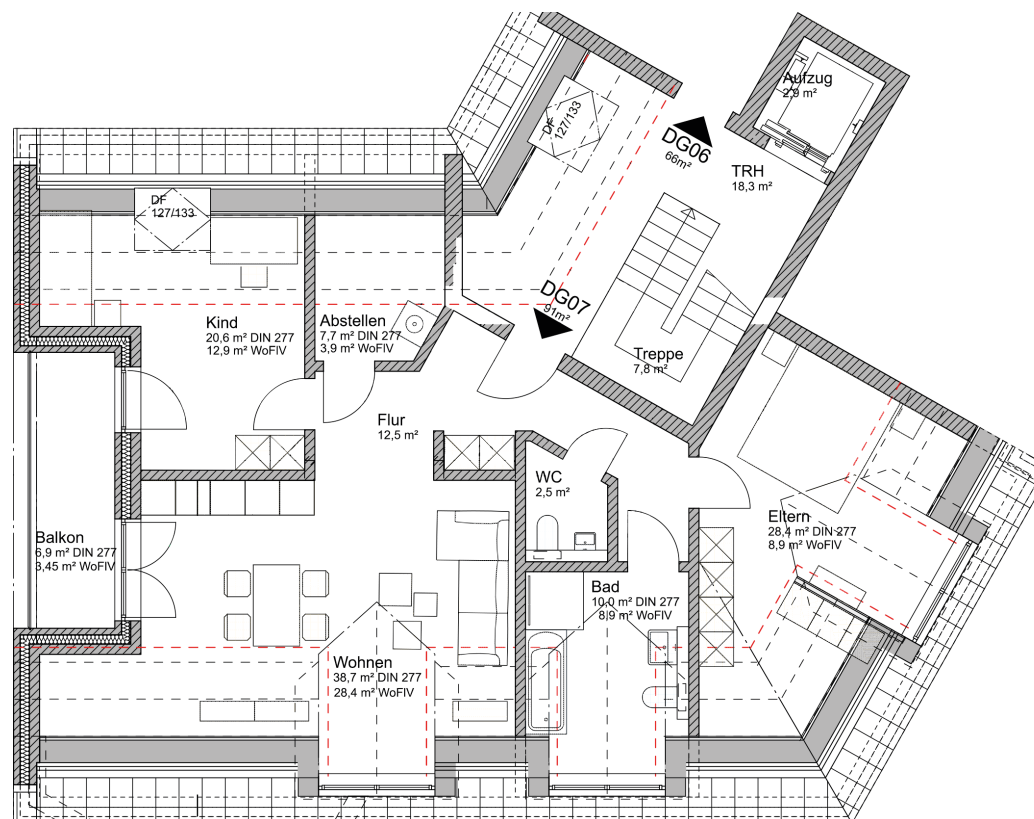 Aufzug
2,9 m²
DF
127/133
DG06
66m²
TRH
18,3 m²
DF
127/133
DG07
91m²
Kind
20,6 m² DIN 277
12,9 m² WoFlV
Abstellen
7,7 m² DIN 277
3,9 m² WoFlV
Treppe
7,8 m²
Flur
12,5 m²
WC
2,5 m²
Eltern
28,4 m² DIN 277
8,9 m² WoFlV
Balkon
6,9 m² DIN 277
3,45 m² WoFlV
Bad
10,0 m² DIN 277
8,9 m² WoFlV
Wohnen
38,7 m² DIN 277
28,4 m² WoFlV